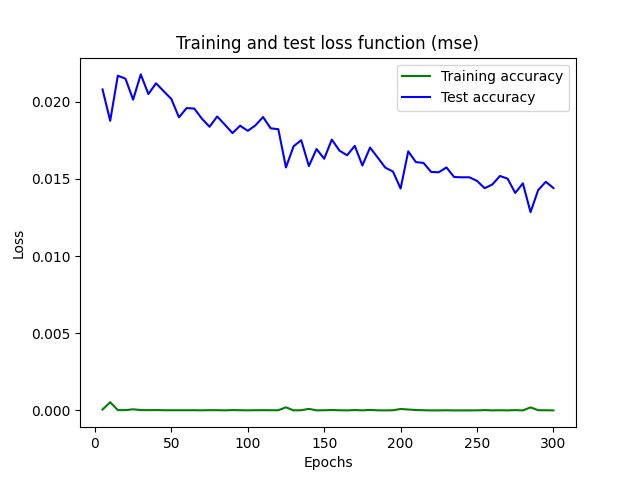 Training and test loss function (mse)
Training accuracy
Test accuracy
0.020
0.015
0.010
0.005
0.000
Loss
0 50 100 150 200 250 300
Epochs